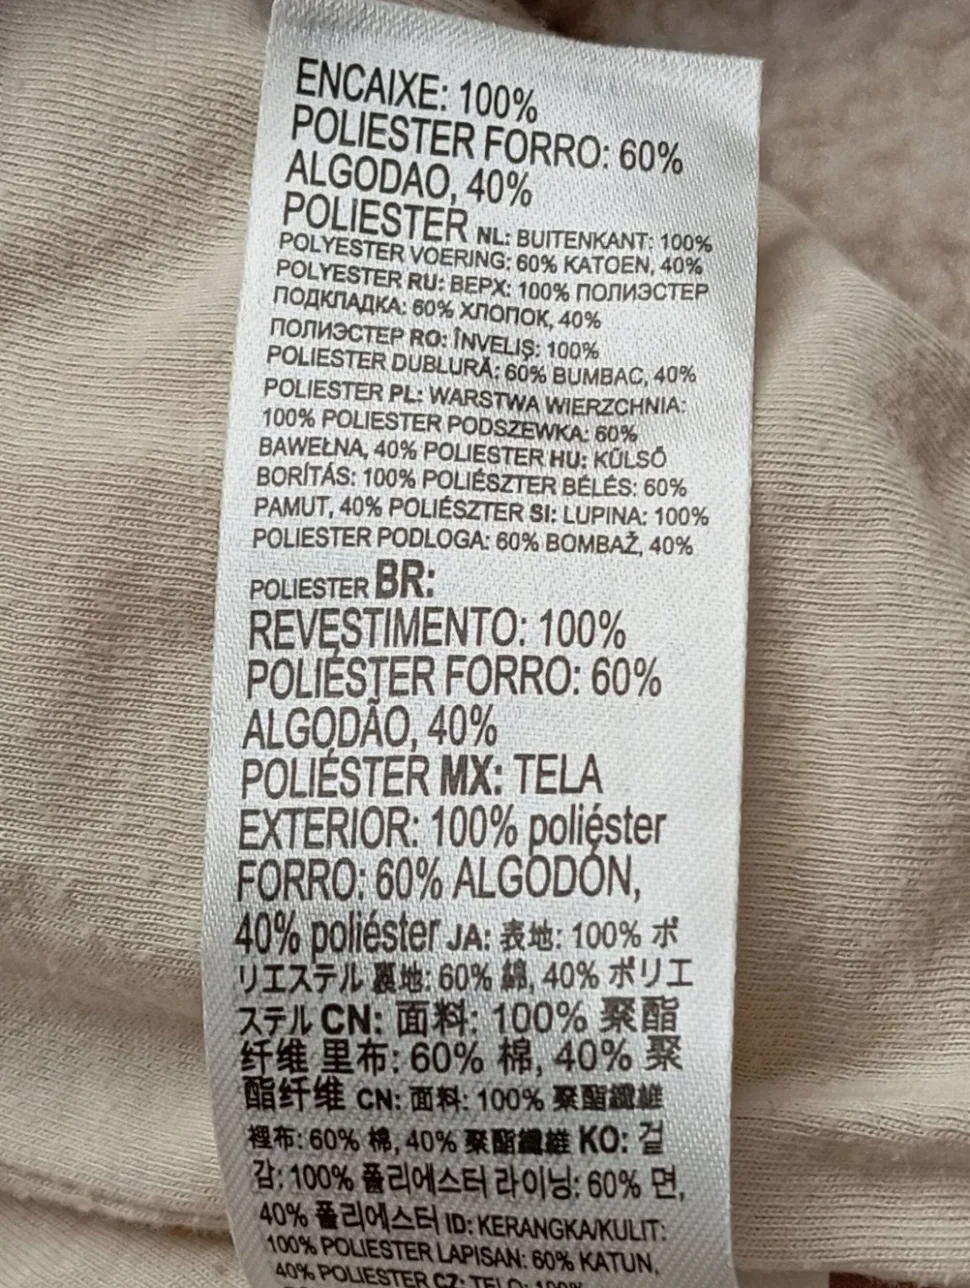 ENCAIXE: 100%
POLIESTER FORRO: 60%
ALGODAO, 40%
POLIESTER NL: BUITENKANT: 100%
POLYESTER VOERING: 60% KATOEN, 40%
POLYESTER RU: ВЕРХ: 100% ПОЛИЭСТЕР
ПОДКЛАДКА: 60% ХЛОПОК, 40%
ПОЛИЭСТЕР RO: ÎNVELIŞ: 100%
POLIESTER DUBLURĂ: 60% BUMBAC, 40%
POLIESTER PL: WARSTWA WIERZCHNIA:
100% POLIESTER PODSZEWKA: 60%
BAWEŁNA, 40% POLIESTER HU: KÜLSŐ
BORÍTÁS: 100% POLIÉSZTER BÉLÉS: 60%
PAMUT, 40% POLIÉSZTER SI: LUPINA: 100%
POLIESTER PODLOGA: 60% BOMBAŽ, 40%
POLIESTER BR:
REVESTIMENTO: 100%
POLIÉSTER FORRO: 60%
ALGODÃO, 40%
POLIÉSTER MX: TELA
EXTERIOR: 100% poliéster
FORRO: 60% ALGODÓN,
40% poliéster JA: 表地: 100% ポ
リエステル 裏地: 60% 綿, 40% ポリエ
ステル CN: 面料: 100% 聚酯
纤维 里布: 60% 棉, 40% 聚
酯纤维 CN: 面料: 100% 聚酯纖維
裡布: 60% 棉, 40% 聚酯纖維 KO: 겉
감: 100% 폴리에스터 라이닝: 60% 면,
40% 폴리에스터 ID: KERANGKA/KULIT:
100% POLIESTER LAPISAN: 60% KATUN,
40% POLIESTER CZ: TELO: 100%